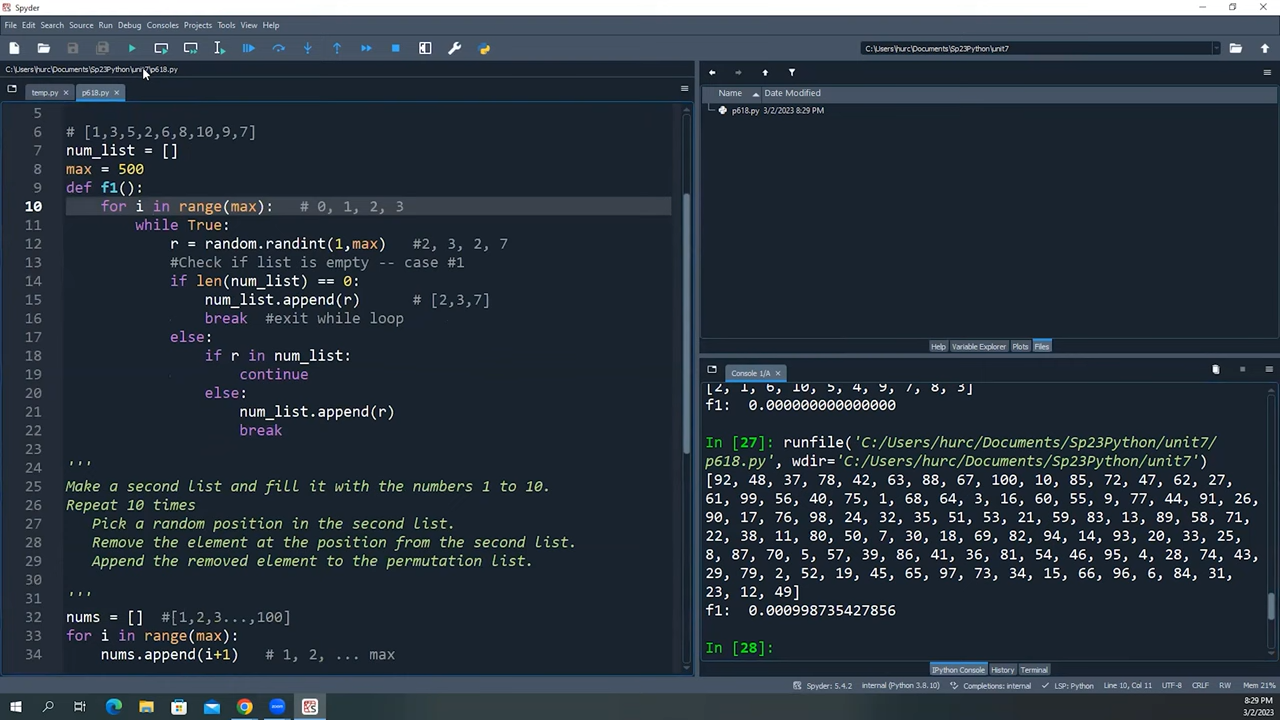 Spyder
File Edit Search Source Run Debug Consoles Projects Tools View Help
C:\Users\hurc\Documents\Sp23Python\unit7
C:\Users\hurc\Documents\Sp23Python\unit7\p618.py
temp.py
p618.py
5
6 # [1,3,5,2,6,8,10,9,7]
7 num_list = []
8 max = 500
9 def f1():
10 for i in range(max): # 0, 1, 2, 3
11 while True:
12 r = random.randint(1,max) #2, 3, 2, 7
13 #Check if list is empty -- case #1
14 if len(num_list) == 0:
15 num_list.append(r) # [2,3,7]
16 break #exit while loop
17 else:
18 if r in num_list:
19 continue
20 else:
21 num_list.append(r)
22 break
23
24 '''
25 Make a second list and fill it with the numbers 1 to 10.
26 Repeat 10 times
27 Pick a random position in the second list.
28 Remove the element at the position from the second list.
29 Append the removed element to the permutation list.
30
31 '''
32 nums = [] #[1,2,3...,100]
33 for i in range(max):
34 nums.append(i+1) # 1, 2, ... max
Name Date Modified
p618.py 3/2/2023 8:29 PM
Help Variable Explorer Plots Files
Console 1/A
[2, 1, 6, 10, 5, 4, 9, 7, 8, 3]
f1: 0.000000000000000
In [27]: runfile('C:/Users/hurc/Documents/Sp23Python/unit7/
p618.py', wdir='C:/Users/hurc/Documents/Sp23Python/unit7')
[92, 48, 37, 78, 42, 63, 88, 67, 100, 10, 85, 72, 47, 62, 27,
61, 99, 56, 40, 75, 1, 68, 64, 3, 16, 60, 55, 9, 77, 44, 91, 26,
90, 17, 76, 98, 24, 32, 35, 51, 53, 21, 59, 83, 13, 89, 58, 71,
22, 38, 11, 80, 50, 7, 30, 18, 69, 82, 94, 14, 93, 20, 33, 25,
8, 87, 70, 5, 57, 39, 86, 41, 36, 81, 54, 46, 95, 4, 28, 74, 43,
29, 79, 2, 52, 19, 45, 65, 97, 73, 34, 15, 66, 96, 6, 84, 31,
23, 12, 49]
f1: 0.000998735427856
In [28]:
IPython Console History Terminal
Spyder: 5.4.2 internal (Python 3.8.10) Completions: internal LSP: Python Line 10, Col 11 UTF-8 CRLF RW Mem 21%
8:29 PM
3/2/2023